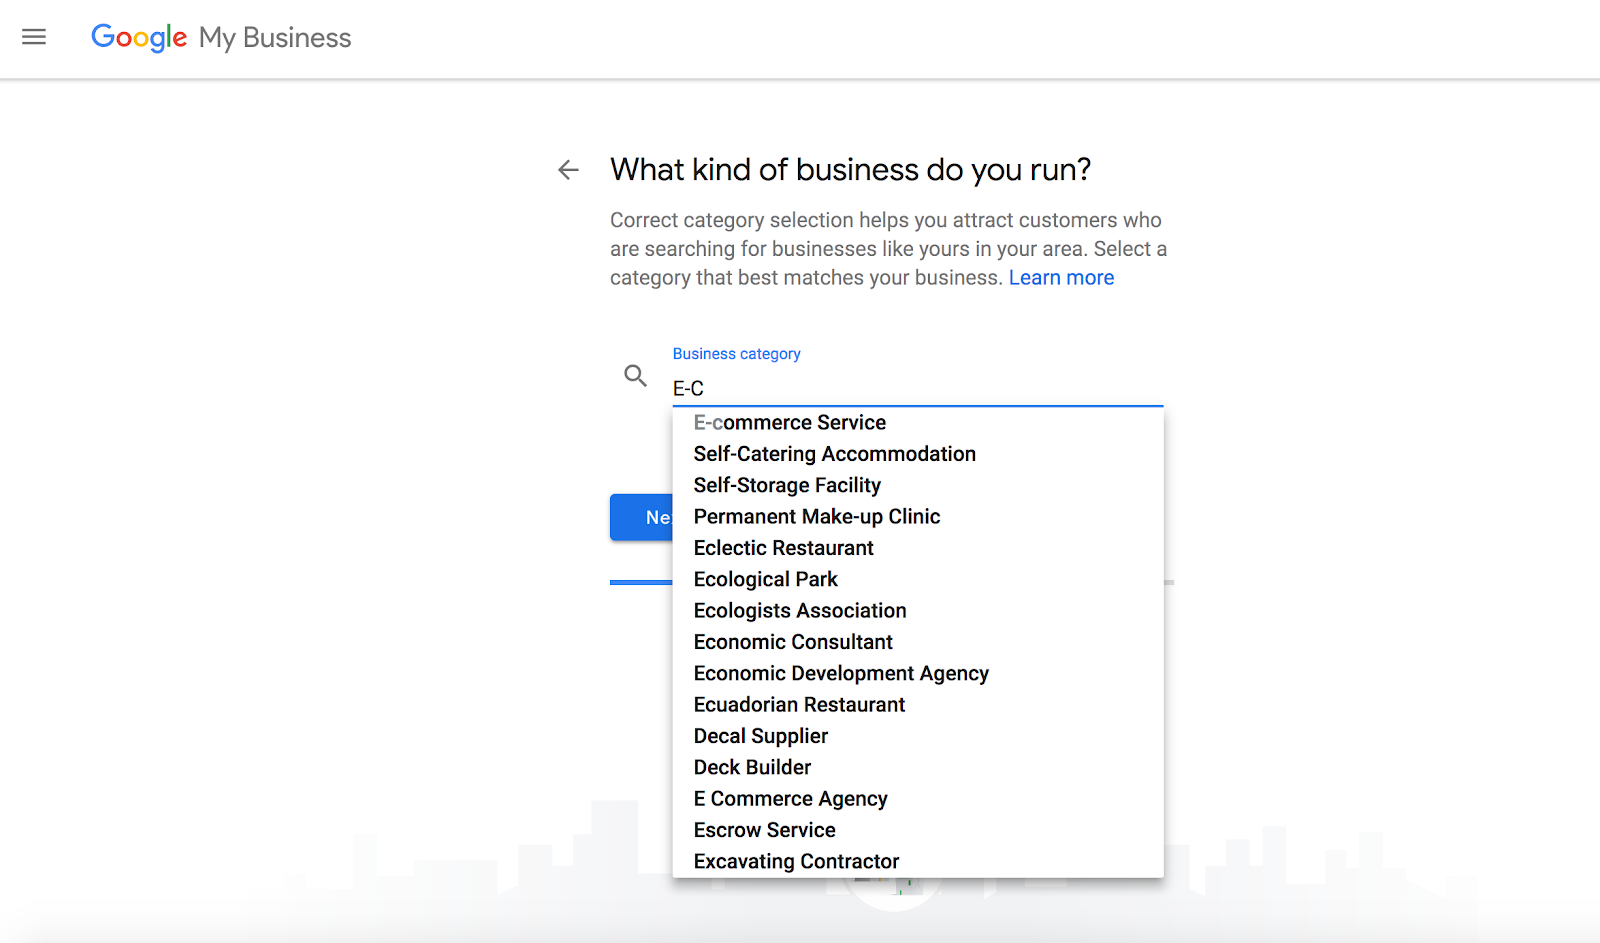 Google My Business
What kind of business do you run?
Correct category selection helps you attract customers who
are searching for businesses like yours in your area. Select a
category that best matches your business. Learn more
Business category
E-C
E-commerce Service
Self-Catering Accommodation
Self-Storage Facility
Permanent Make-up Clinic
Eclectic Restaurant
Ecological Park
Ecologists Association
Economic Consultant
Economic Development Agency
Ecuadorian Restaurant
Decal Supplier
Deck Builder
E Commerce Agency
Escrow Service
Excavating Contractor